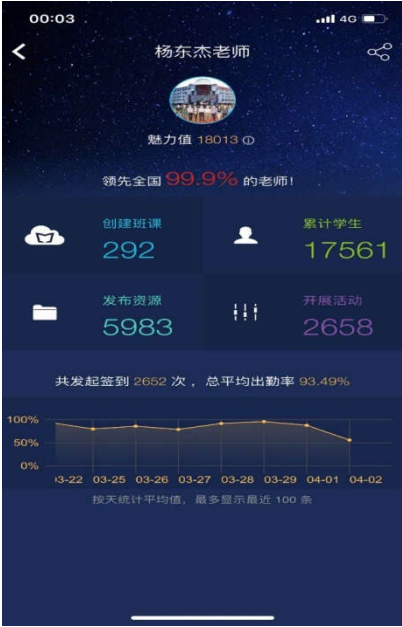 00:03 4G
杨东杰老师
魅力值 18013
领先全国 99.9% 的老师!
创建班课 累计学生
292 17561
发布资源 开展活动
5983 2658
共发起签到 2652 次，总平均出勤率 93.49%
100%
50%
0%
03-22 03-25 03-26 03-27 03-28 03-29 04-01 04-02
按天统计平均值，最多显示最近 100 条